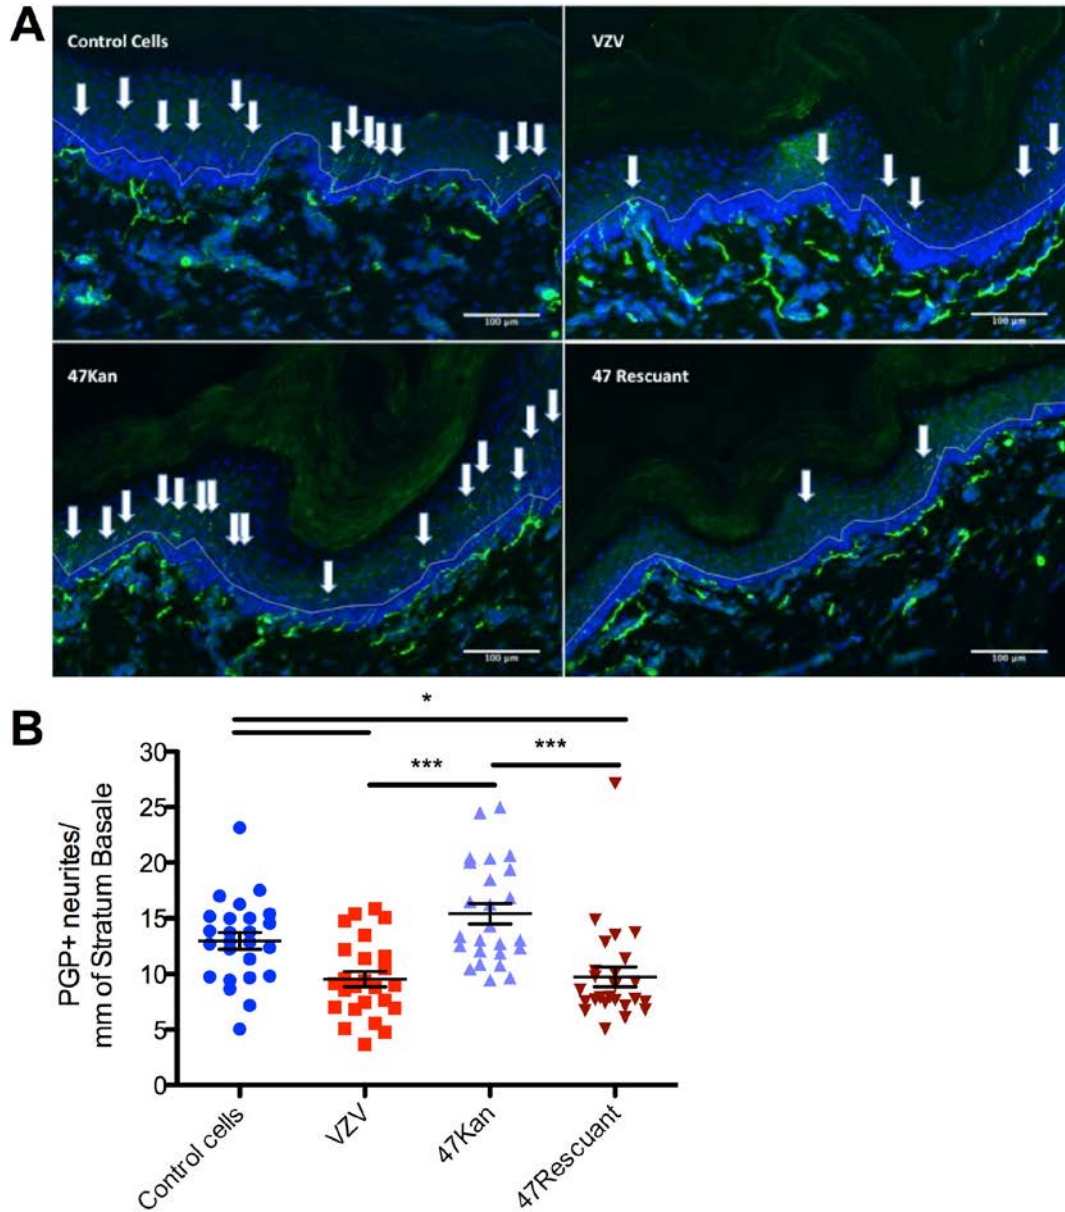 A
Control Cells
VZV
100 µm
100 µm
47Kan
47 Rescuant
100 µm
100 µm
B
*
***
***
30
25
20
15
10
5
0
PGP+ neurites/
mm of Stratum Basale
Control cells
VZV
47Kan
47Rescuant